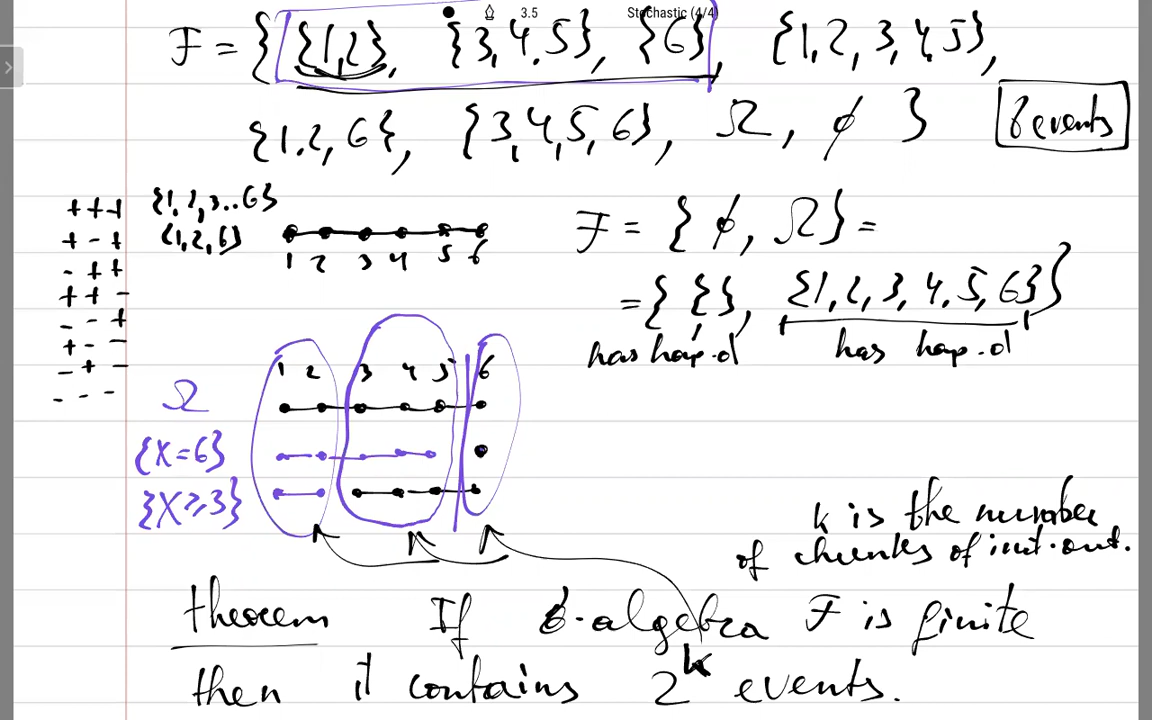 3.5 Stochastic (4/4)
F = { {1,2}, {3,4,5}, {6}, {1,2,3,4,5},
{1,2,6}, {3,4,5,6}, Ω, ϕ }
8 events
+++ {1,2,3..6}
+-+ {1,2,6}
-++
++-
--+
+--
-+-
---
1 2 3 4 5 6
F = { ϕ, Ω } =
= { { }, {1,2,3,4,5,6} }
has hap.d has hap.d
1 2 3 4 5 6
Ω
{X=6}
{X≥3}
k is the number
of chunks of init.out.
theorem If σ-algebra F is finite
then it contains 2^k events.